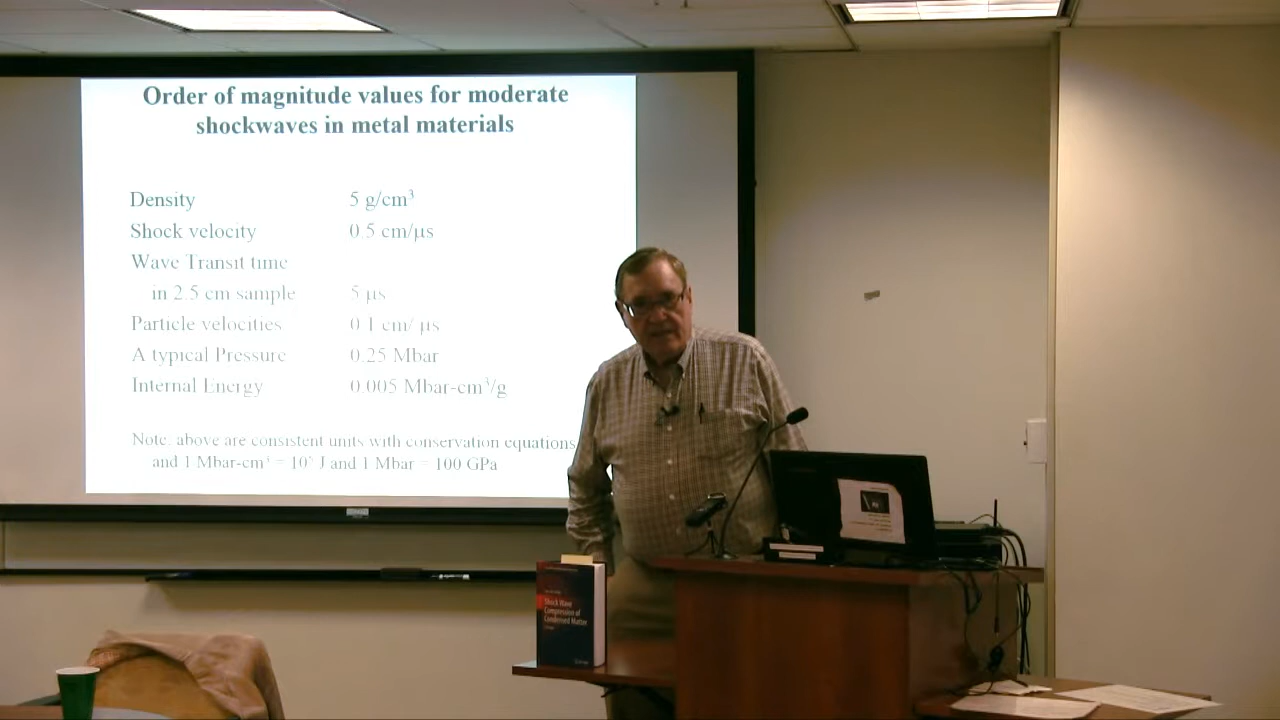 Order of magnitude values for moderate
shockwaves in metal materials
Density 5 g/cm³
Shock velocity 0.5 cm/μs
Wave Transit time
in 2.5 cm sample 5 μs
Particle velocities 0.1 cm/ μs
A typical Pressure 0.25 Mbar
Internal Energy 0.005 Mbar-cm³/g
Note: above are consistent units with conservation equations
and 1 Mbar-cm³ = 10⁵ J and 1 Mbar = 100 GPa
Shock Wave
Compression of
Condensed Matter